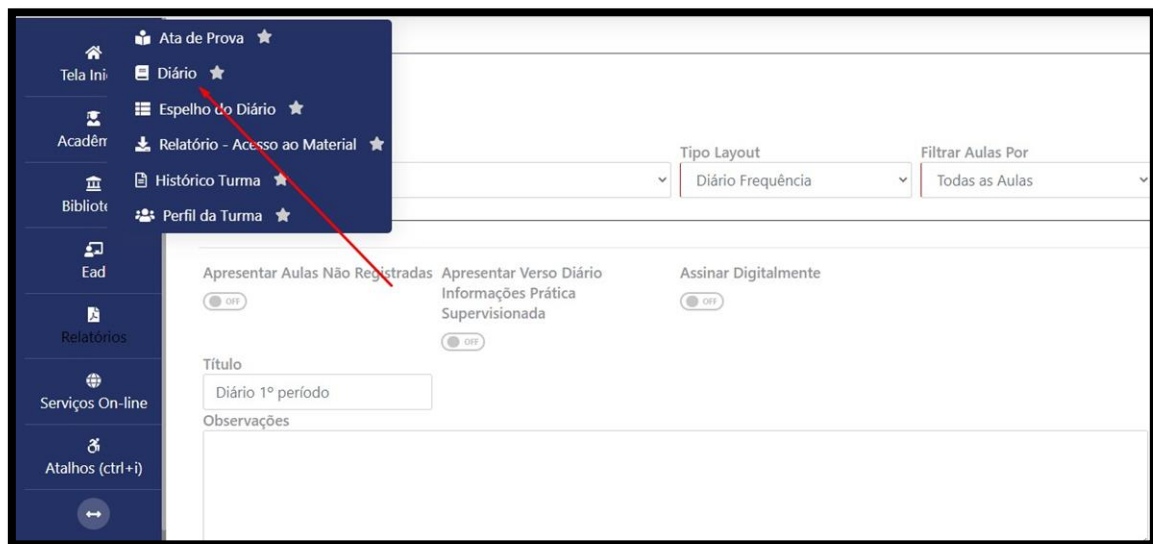 Tela Ini
Acadêm
Bibliote
Ead
Relatórios
Serviços On-line
Atalhos (ctrl+i)
Ata de Prova
Diário
Espelho do Diário
Relatório - Acesso ao Material
Histórico Turma
Perfil da Turma
Tipo Layout
Filtrar Aulas Por
Diário Frequência
Todas as Aulas
Apresentar Aulas Não Registradas
OFF
Apresentar Verso Diário
Informações Prática
Supervisionada
OFF
Assinar Digitalmente
OFF
Título
Diário 1º período
Observações